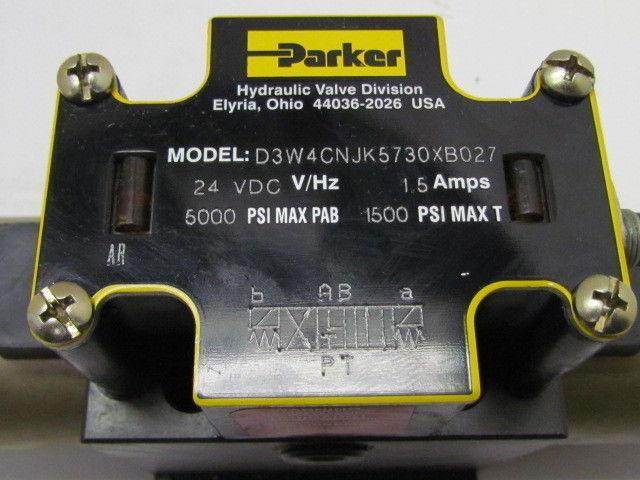 Parker
Hydraulic Valve Division
Elyria, Ohio 44036-2026 USA
MODEL: D3W4CNJK5730XB027
24 VDC V/Hz 1.5 Amps
5000 PSI MAX PAB 1500 PSI MAX T
AR
b AB a
PT